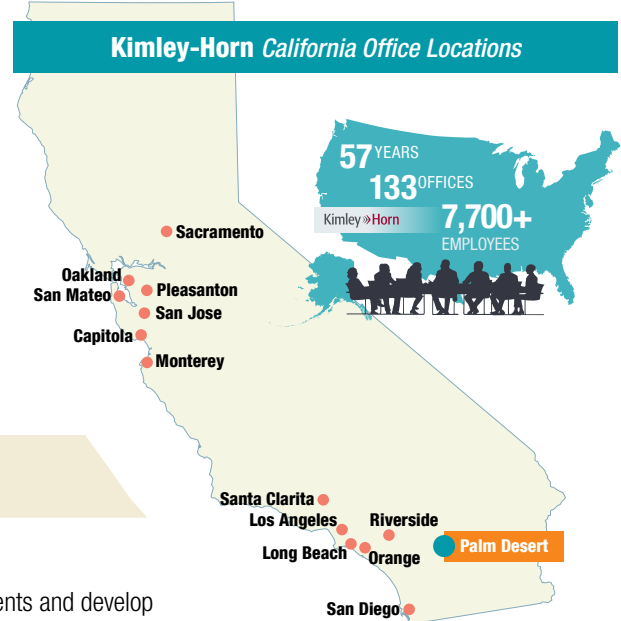 Kimley-Horn California Office Locations
57 YEARS
133 OFFICES
Kimley»Horn
7,700+
EMPLOYEES
Sacramento
Oakland
Pleasanton
San Mateo
San Jose
Capitola
Monterey
Santa Clarita
Los Angeles
Riverside
Long Beach
Orange
Palm Desert
San Diego
ents and develop